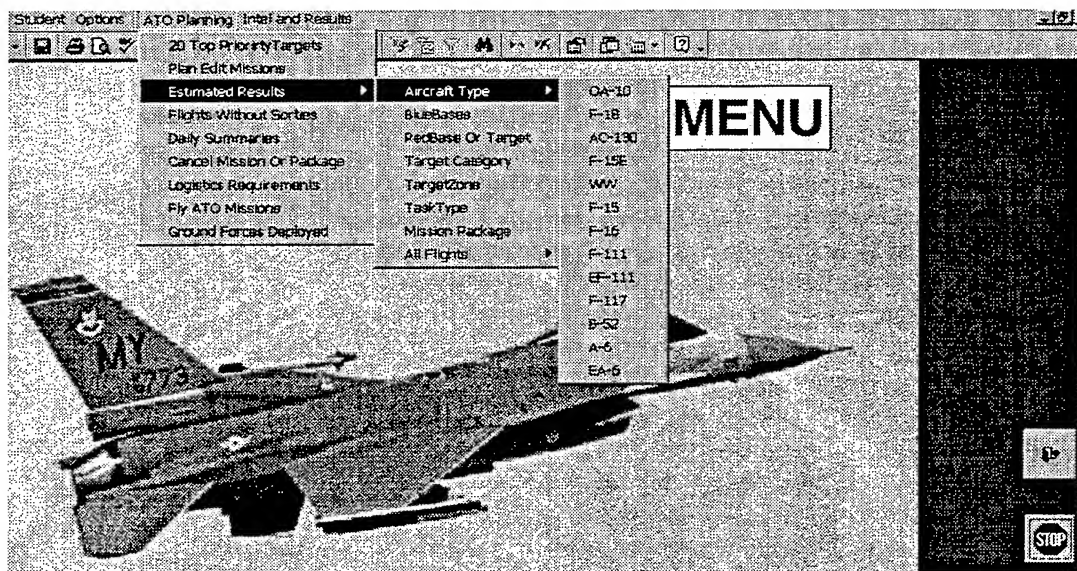 Student Options ATO Planning Intel and Results
20 Top PriorirtyTargets
Plan Edit Missions
Estimated Results
Flights Without Sorties
Daily Summaries
Cancel Mission Or Package
Logistics Requirements
Fly ATO Missions
Ground Forces Deployed
Aircraft Type
BlueBases
RedBase Or Target
Target Category
TargetZone
TaskType
Mission Package
All Flights
OA-10
F-18
AC-130
F-15E
WW
F-15
F-16
F-111
EF-111
F-117
B-52
A-6
EA-6
MENU
MY
STOP